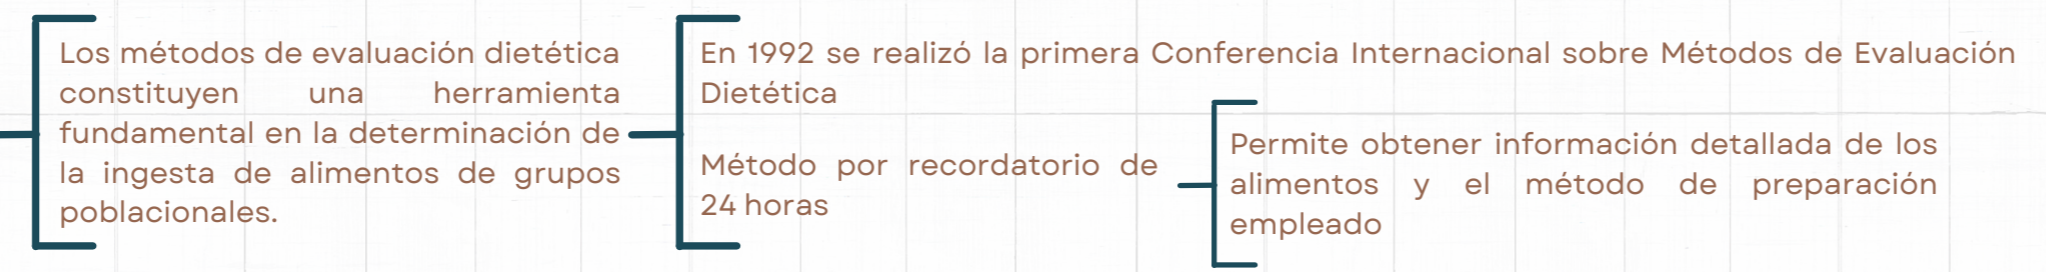 Los métodos de evaluación dietética
constituyen una herramienta
fundamental en la determinación de
la ingesta de alimentos de grupos
poblacionales.
En 1992 se realizó la primera Conferencia Internacional sobre Métodos de Evaluación
Dietética
Método por recordatorio de
24 horas
Permite obtener información detallada de los
alimentos y el método de preparación
empleado